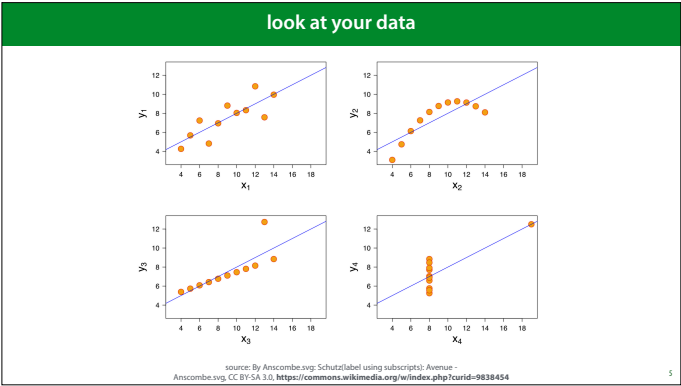 look at your data
12
10
8
6
4
y1
4 6 8 10 12 14 16 18
x1
12
10
8
6
4
y2
4 6 8 10 12 14 16 18
x2
12
10
8
6
4
y3
4 6 8 10 12 14 16 18
x3
12
10
8
6
4
y4
4 6 8 10 12 14 16 18
x4
source: By Anscombe.svg: Schutz(label using subscripts): Avenue -
Anscombe.svg, CC BY-SA 3.0, https://commons.wikimedia.org/w/index.php?curid=9838454
5